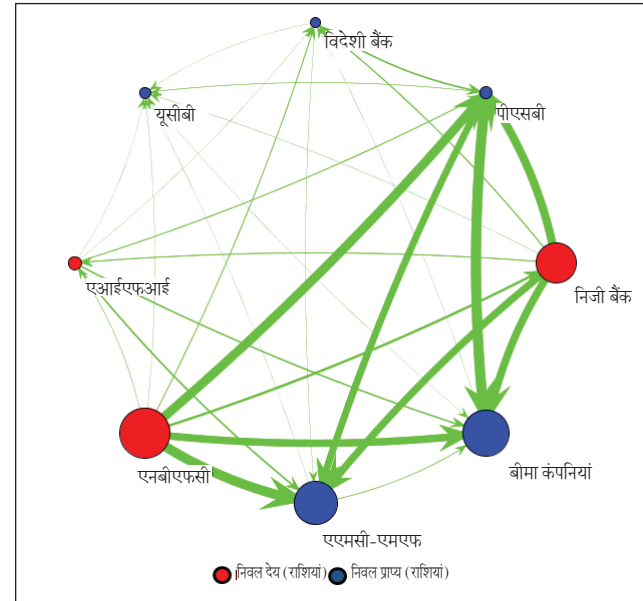 विदेशी बैंक
यूसीबी
पीएसबी
एआईएफआई
निजी बैंक
एनबीएफसी
बीमा कंपनियां
एएमसी-एमएफ
निवल देय (राशियां) निवल प्राप्य (राशियां)